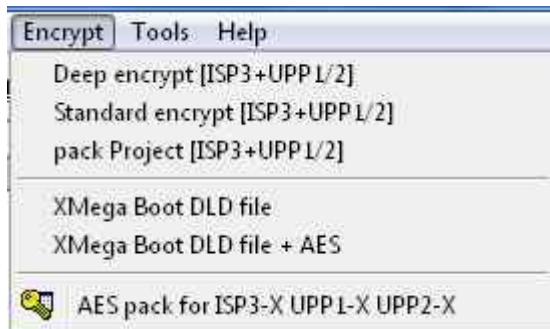 Encrypt Tools Help
Deep encrypt [ISP3+UPP1/2]
Standard encrypt [ISP3+UPP1/2]
pack Project [ISP3+UPP1/2]
XMega Boot DLD file
XMega Boot DLD file + AES
AES pack for ISP3-X UPP1-X UPP2-X